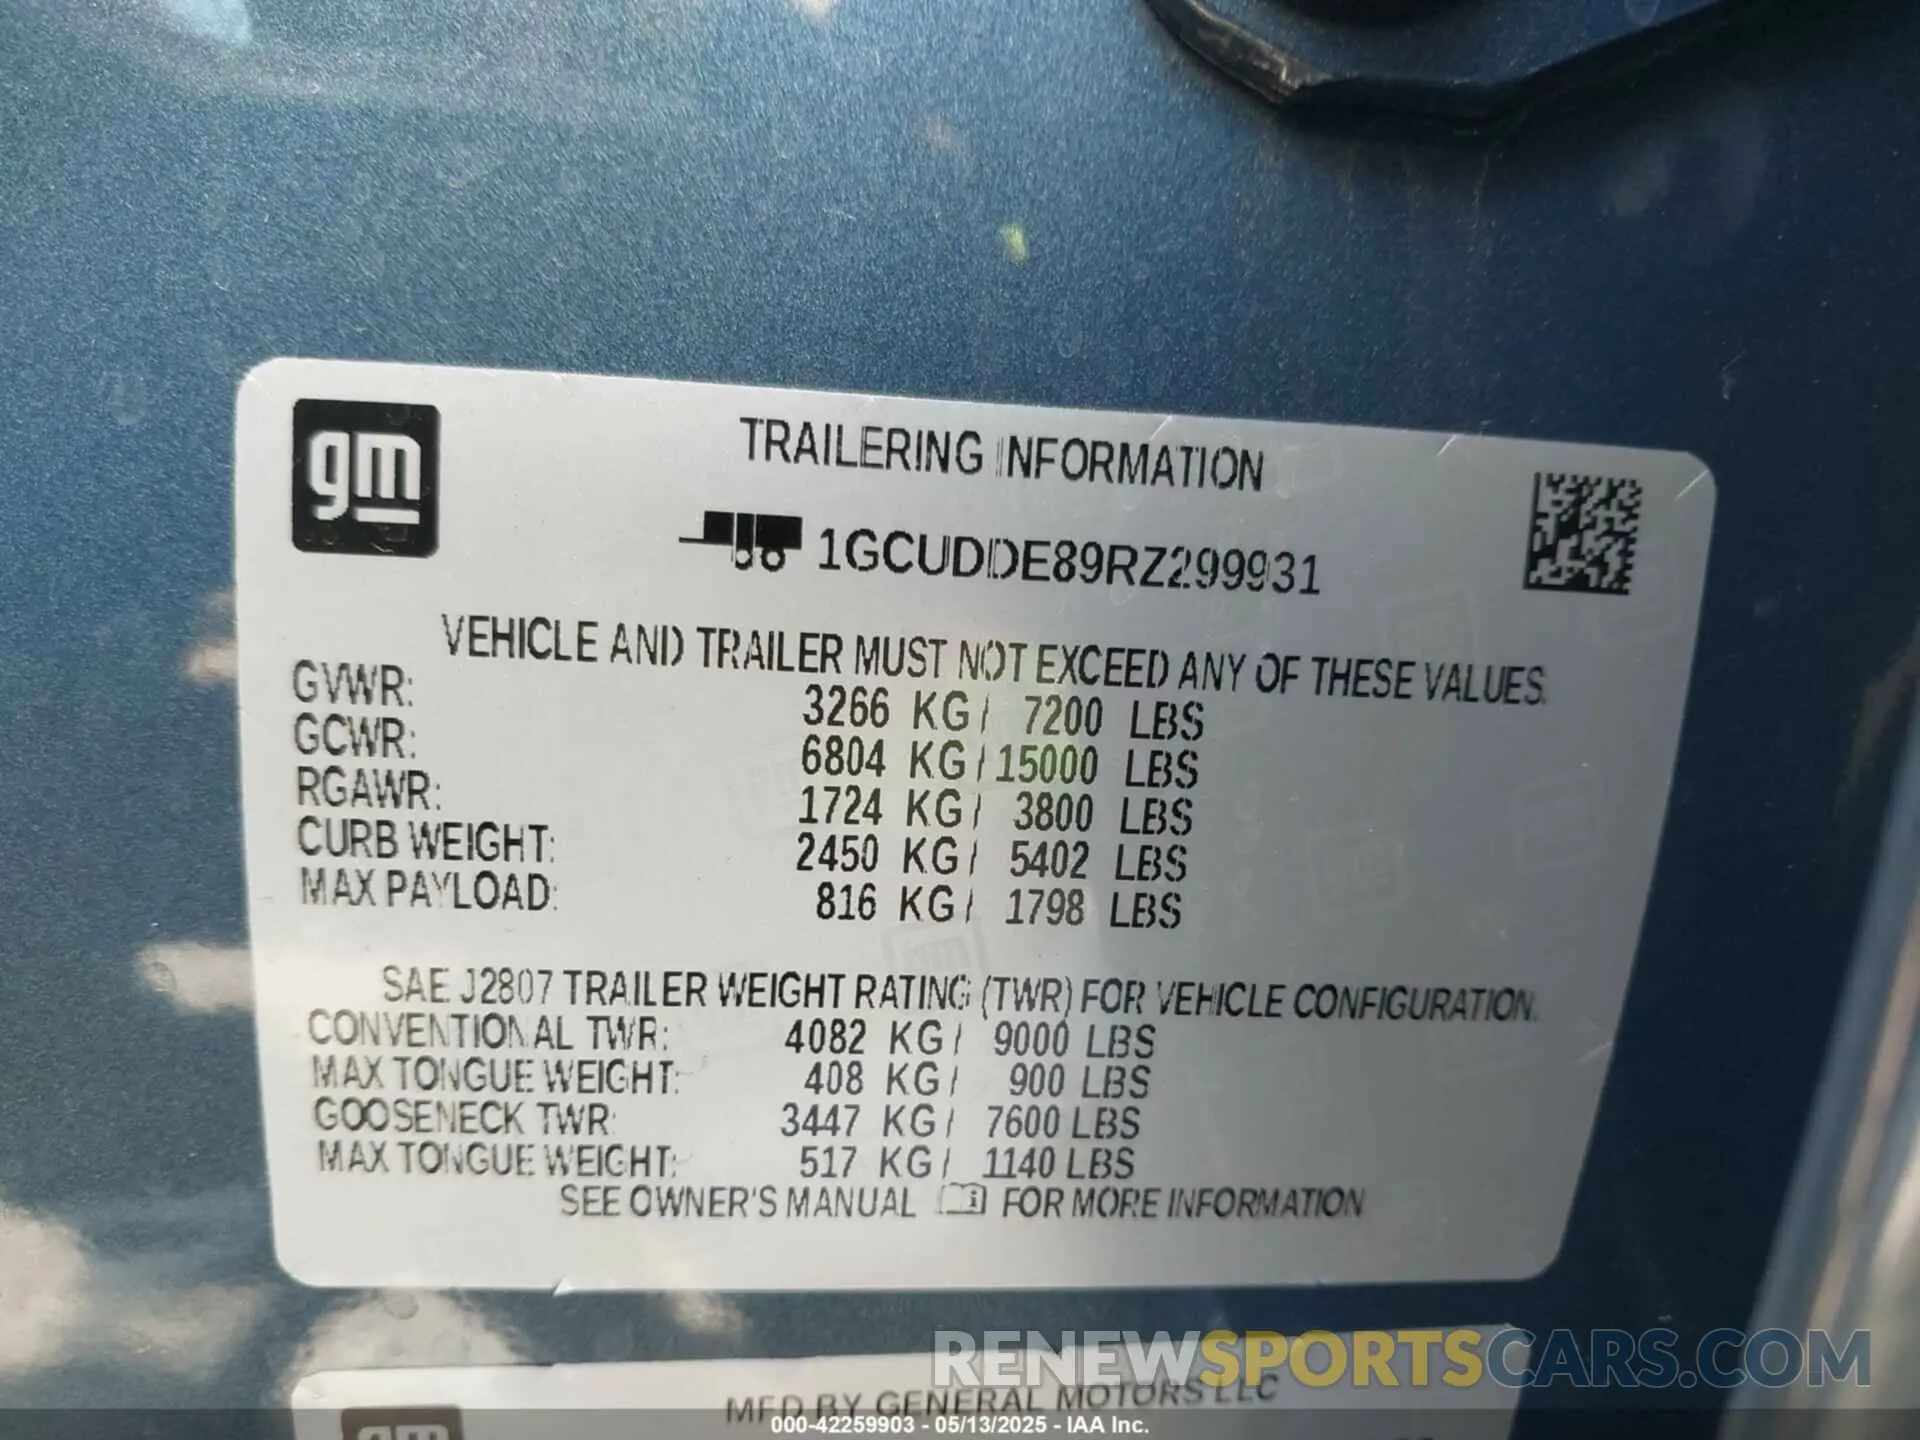 gm
TRAILERING INFORMATION
1GCUDDE89RZ299931
VEHICLE AND TRAILER MUST NOT EXCEED ANY OF THESE VALUES.
GVWR: 3266 KG / 7200 LBS
GCWR: 6804 KG / 15000 LBS
RGAWR: 1724 KG / 3800 LBS
CURB WEIGHT: 2450 KG / 5402 LBS
MAX PAYLOAD: 816 KG / 1798 LBS
SAE J2807 TRAILER WEIGHT RATING (TWR) FOR VEHICLE CONFIGURATION.
CONVENTIONAL TWR: 4082 KG / 9000 LBS
MAX TONGUE WEIGHT: 408 KG / 900 LBS
GOOSENECK TWR: 3447 KG / 7600 LBS
MAX TONGUE WEIGHT: 517 KG / 1140 LBS
SEE OWNER'S MANUAL FOR MORE INFORMATION
RENEWSPORTSCARS.COM
MFD BY GENERAL MOTORS LLC
gm
000-42259903 - 05/13/2025 - IAA Inc.